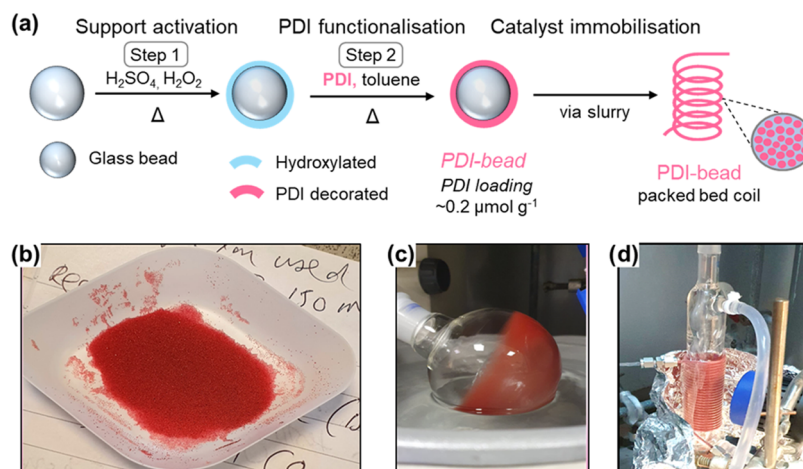 (a)
Support activation
PDI functionalisation
Catalyst immobilisation
Step 1
Step 2
H₂SO₄, H₂O₂
PDI, toluene
Δ
Δ
via slurry
Glass bead
Hydroxylated
PDI decorated
PDI-bead
PDI loading
~0.2 μmol g⁻¹
PDI-bead
packed bed coil
(b)
used
150 m
(c)
(d)